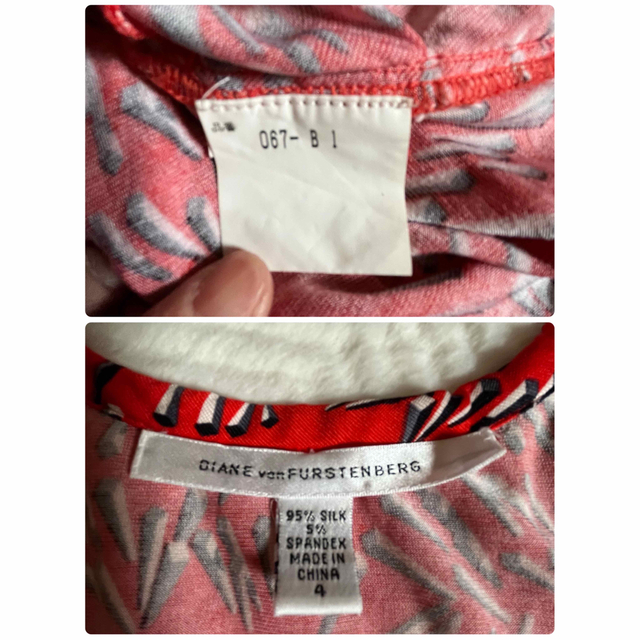 067- B 1
DIANE von FURSTENBERG
95% SILK
5%
SPANDEX
MADE IN
CHINA
4